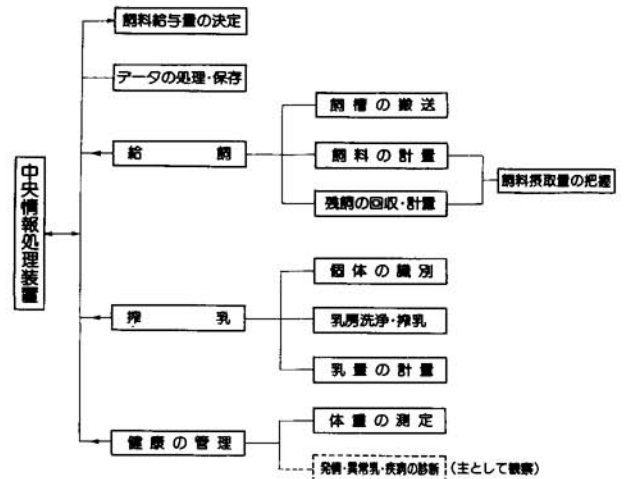 飼料給与量の決定
データの処理・保存
飼槽の搬送
給飼
飼料の計量
飼料摂取量の把握
残飼の回収・計量
中央情報処理装置
個体の識別
搾乳
乳房洗浄・搾乳
乳量の計量
体重の測定
健康の管理
発情・異常乳・疾病の診断(主として観察)